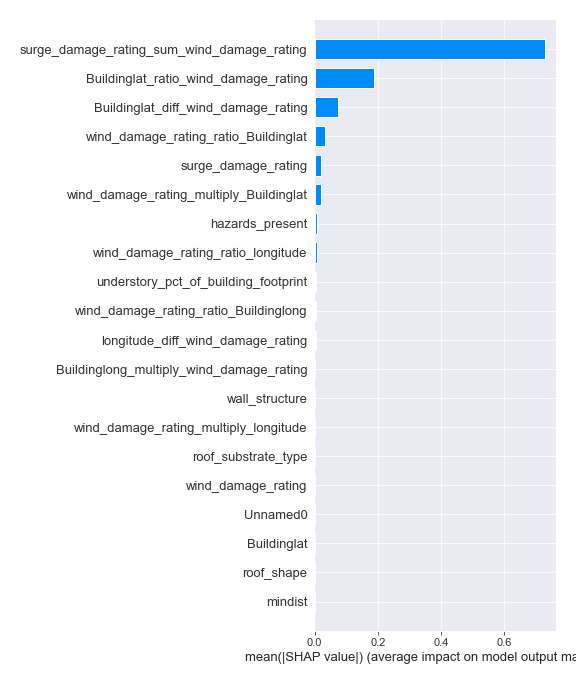 surge_damage_rating_sum_wind_damage_rating
Buildinglat_ratio_wind_damage_rating
Buildinglat_diff_wind_damage_rating
wind_damage_rating_ratio_Buildinglat
surge_damage_rating
wind_damage_rating_multiply_Buildinglat
hazards_present
wind_damage_rating_ratio_longitude
understory_pct_of_building_footprint
wind_damage_rating_ratio_Buildinglong
longitude_diff_wind_damage_rating
Buildinglong_multiply_wind_damage_rating
wall_structure
wind_damage_rating_multiply_longitude
roof_substrate_type
wind_damage_rating
Unnamed0
Buildinglat
roof_shape
mindist
0.0 0.2 0.4 0.6
mean(|SHAP value|) (average impact on model output ma